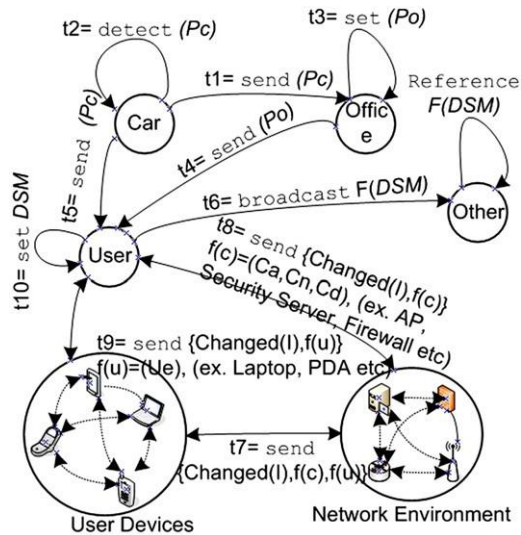 t3= set (Po)
t2= detect (Pc)
Reference
F(DSM)
t1= send (Pc)
Car
Offic
e
t5= send (Pc)
t4= send (Po)
t6= broadcast F(DSM)
Other
t10= set DSM
User
t8= send {Changed(I),f(c)}
f(c)=(Ca,Cn,Cd), (ex. AP,
Security Server, Firewall etc)
t9= send {Changed(I),f(u)}
f(u)=(Ue), (ex. Laptop, PDA etc)
t7= send
{Changed(I),f(c),f(u)}
User Devices
Network Environment